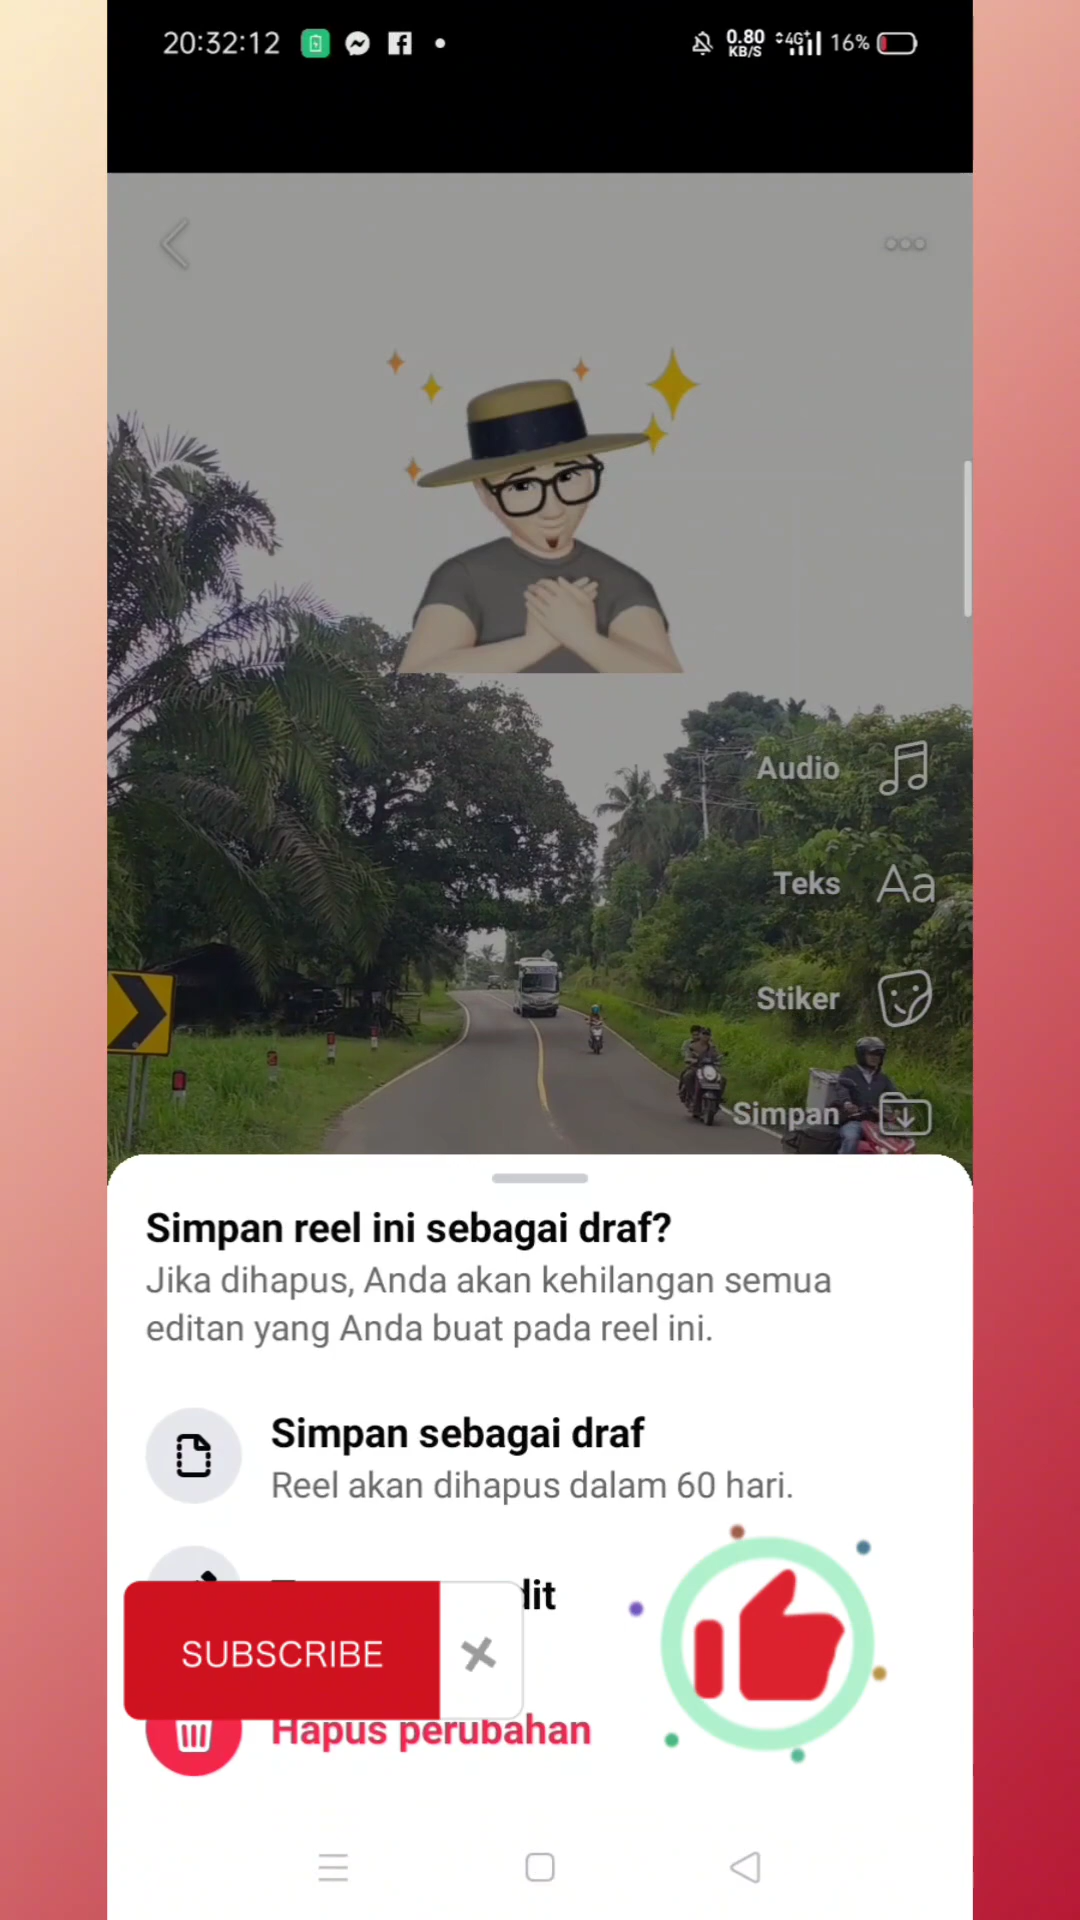 20:32:12
0.80
KB/S
4G+
16%
Audio
Teks
Aa
Stiker
Simpan
Simpan reel ini sebagai draf?
Jika dihapus, Anda akan kehilangan semua
editan yang Anda buat pada reel ini.
Simpan sebagai draf
Reel akan dihapus dalam 60 hari.
SUBSCRIBE
Hapus perubahan